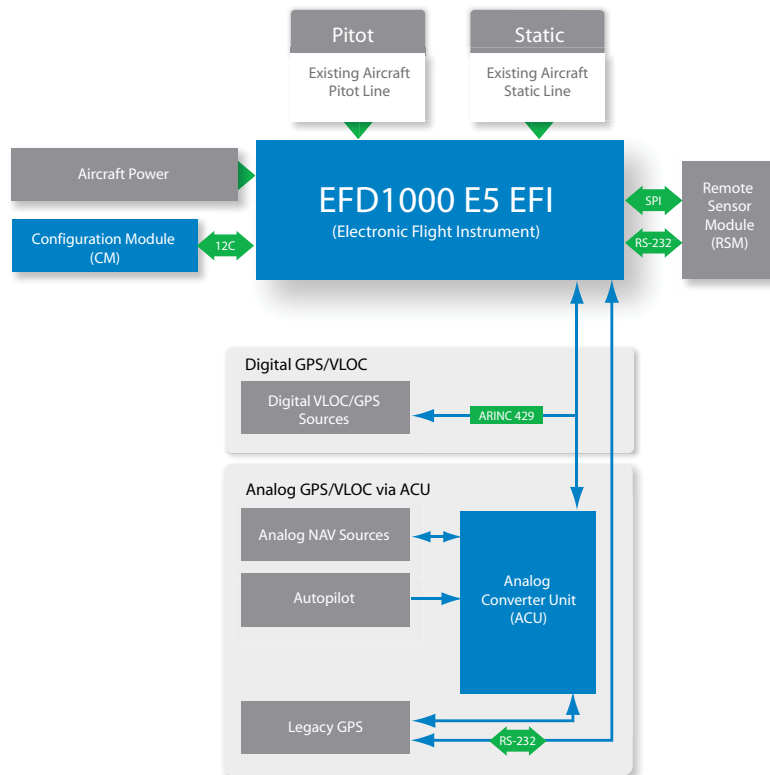 Pitot
Existing Aircraft
Pitot Line
Static
Existing Aircraft
Static Line
Aircraft Power
Configuration Module
(CM)
12C
EFD1000 E5 EFI
(Electronic Flight Instrument)
SPI
RS-232
Remote
Sensor
Module
(RSM)
Digital GPS/VLOC
Digital VLOC/GPS
Sources
ARINC 429
Analog GPS/VLOC via ACU
Analog NAV Sources
Autopilot
Analog
Converter Unit
(ACU)
Legacy GPS
RS-232